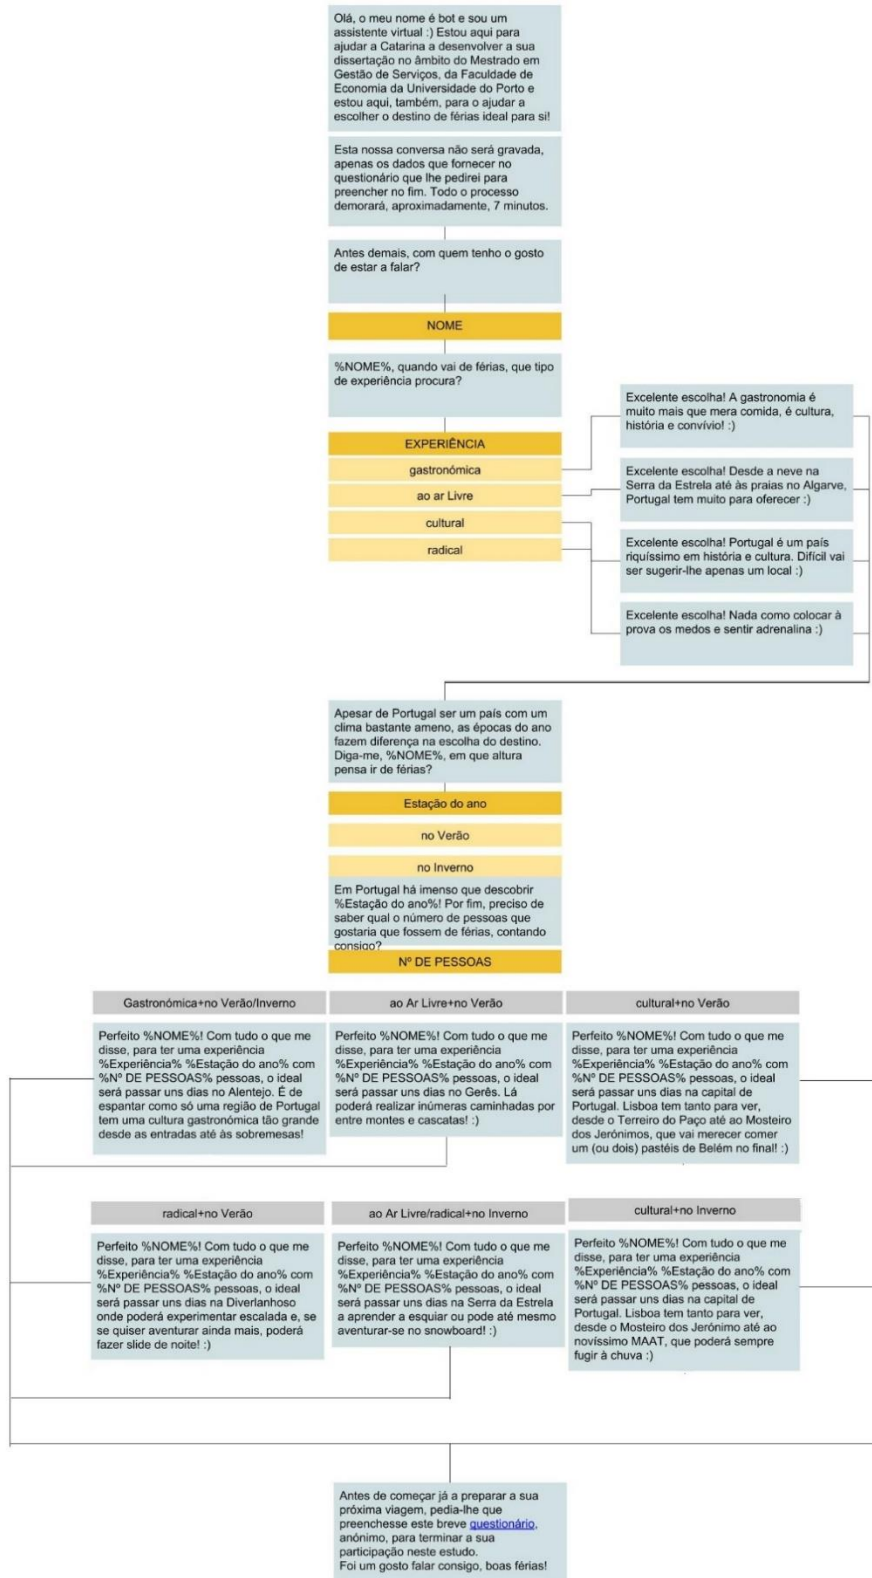 Olá, o meu nome é bot e sou um
assistente virtual :) Estou aqui para
ajudar a Catarina a desenvolver a sua
dissertação no âmbito do Mestrado em
Gestão de Serviços, da Faculdade de
Economia da Universidade do Porto e
estou aqui, também, para o ajudar a
escolher o destino de férias ideal para si!
Esta nossa conversa não será gravada,
apenas os dados que fornecer no
questionário que lhe pedirei para
preencher no fim. Todo o processo
demorará, aproximadamente, 7 minutos.
Antes demais, com quem tenho o gosto
de estar a falar?
NOME
%NOME%, quando vai de férias, que tipo
de experiência procura?
EXPERIÊNCIA
gastronómica
ao ar Livre
cultural
radical
Excelente escolha! A gastronomia é
muito mais que mera comida, é cultura,
história e convívio! :)
Excelente escolha! Desde a neve na
Serra da Estrela até às praias no Algarve,
Portugal tem muito para oferecer :)
Excelente escolha! Portugal é um país
riquíssimo em história e cultura. Difícil vai
ser sugerir-lhe apenas um local :)
Excelente escolha! Nada como colocar à
prova os medos e sentir adrenalina :)
Apesar de Portugal ser um país com um
clima bastante ameno, as épocas do ano
fazem diferença na escolha do destino.
Diga-me, %NOME%, em que altura
pensa ir de férias?
Estação do ano
no Verão
no Inverno
Em Portugal há imenso que descobrir
%Estação do ano%! Por fim, preciso de
saber qual o número de pessoas que
gostaria que fossem de férias, contando
consigo?
Nº DE PESSOAS
Gastronómica+no Verão/Inverno
Perfeito %NOME%! Com tudo o que me
disse, para ter uma experiência
%Experiência% %Estação do ano% com
%Nº DE PESSOAS% pessoas, o ideal
será passar uns dias no Alentejo. É de
espantar como só uma região de Portugal
tem uma cultura gastronómica tão grande
desde as entradas até às sobremesas!
ao Ar Livre+no Verão
Perfeito %NOME%! Com tudo o que me
disse, para ter uma experiência
%Experiência% %Estação do ano% com
%Nº DE PESSOAS% pessoas, o ideal
será passar uns dias no Gerês. Lá
poderá realizar inúmeras caminhadas por
entre montes e cascatas! :)
cultural+no Verão
Perfeito %NOME%! Com tudo o que me
disse, para ter uma experiência
%Experiência% %Estação do ano% com
%Nº DE PESSOAS% pessoas, o ideal
será passar uns dias na capital de
Portugal. Lisboa tem tanto para ver,
desde o Terreiro do Paço até ao Mosteiro
dos Jerónimos, que vai merecer comer
um (ou dois) pastéis de Belém no final! :)
radical+no Verão
Perfeito %NOME%! Com tudo o que me
disse, para ter uma experiência
%Experiência% %Estação do ano% com
%Nº DE PESSOAS% pessoas, o ideal
será passar uns dias na Diverlanhoso
onde poderá experimentar escalada e, se
se quiser aventurar ainda mais, poderá
fazer slide de noite! :)
ao Ar Livre/radical+no Inverno
Perfeito %NOME%! Com tudo o que me
disse, para ter uma experiência
%Experiência% %Estação do ano% com
%Nº DE PESSOAS% pessoas, o ideal
será passar uns dias na Serra da Estrela
a aprender a esquiar ou pode até mesmo
aventurar-se no snowboard! :)
cultural+no Inverno
Perfeito %NOME%! Com tudo o que me
disse, para ter uma experiência
%Experiência% %Estação do ano% com
%Nº DE PESSOAS% pessoas, o ideal
será passar uns dias na capital de
Portugal. Lisboa tem tanto para ver,
desde o Mosteiro dos Jerónimo até ao
novíssimo MAAT, que poderá sempre
fugir à chuva :)
Antes de começar já a preparar a sua
próxima viagem, pedia-lhe que
preenchesse este breve questionário,
anónimo, para terminar a sua
participação neste estudo.
Foi um gosto falar consigo, boas férias!